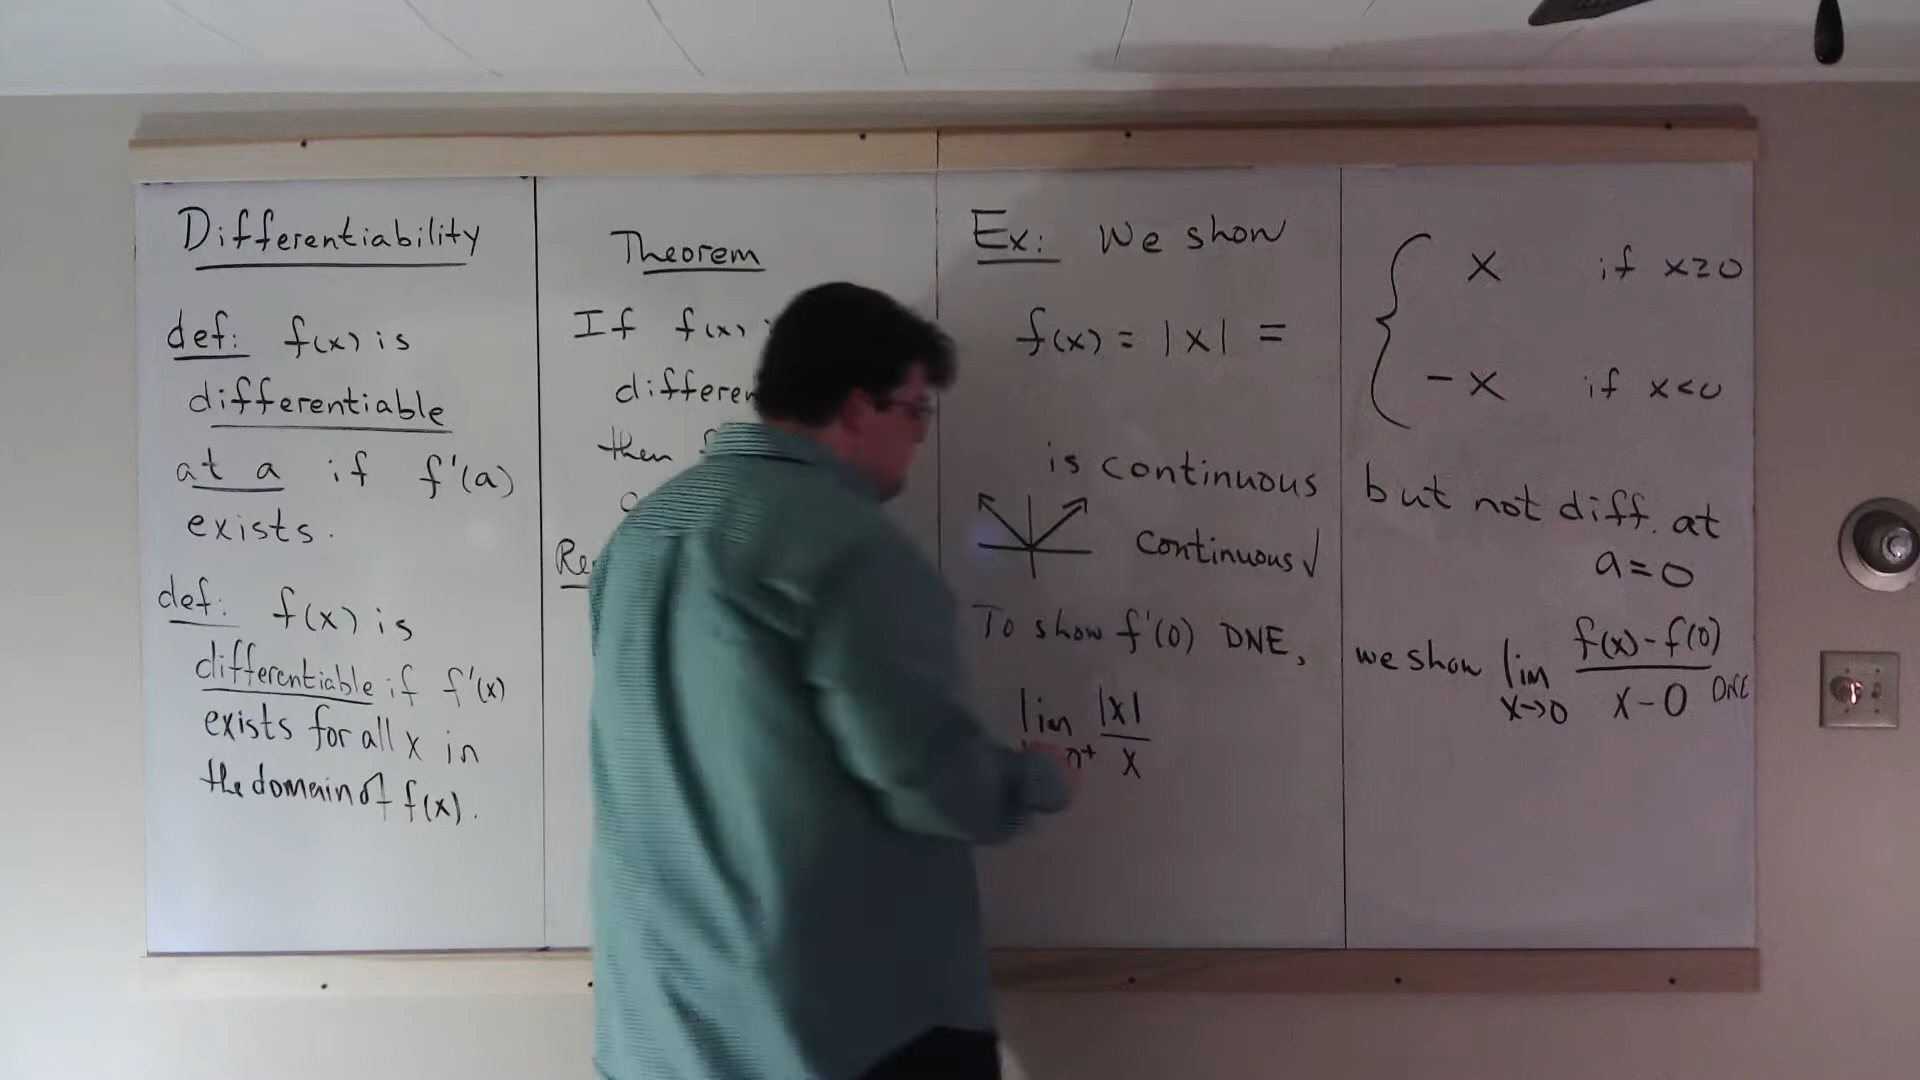 Differentiability
def: f(x) is
differentiable
at a if f'(a)
exists.
def: f(x) is
differentiable if f'(x)
exists for all x in
the domain of f(x).
Theorem
If f(x)
then
Ex: We show
f(x) = |x| =
is continuous
continuous √
To show f'(0) DNE,
lim |x|
x
{ x if x≥0
-x if x<0
but not diff. at
a=0
we show lim f(x)-f(0)
x→0 x-0 DNE